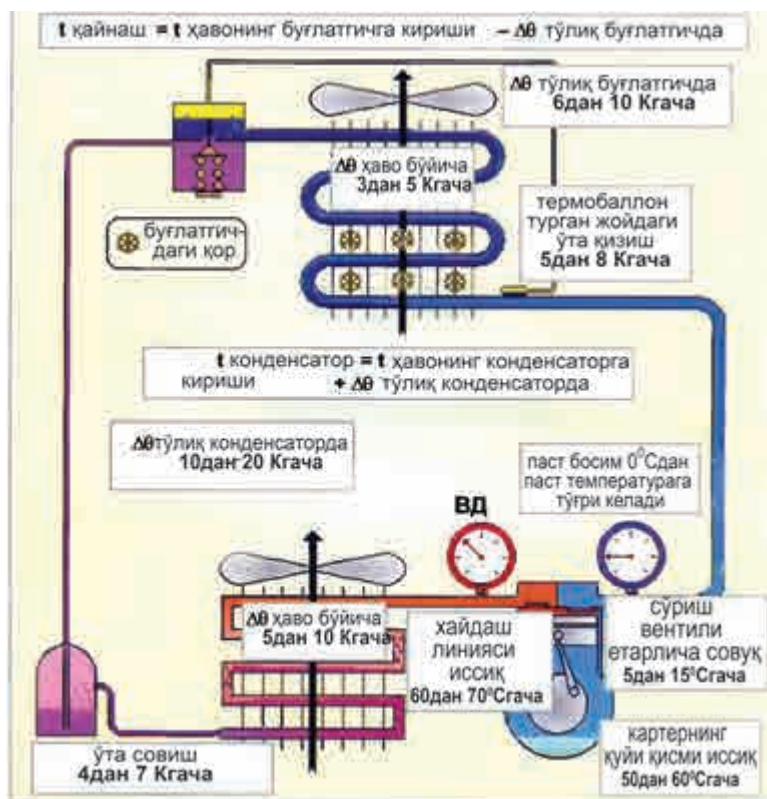 t қайнаш = t ҳавонинг буғлатгичга кириши – Δθ тўлиқ буғлатгичда
Δθ тўлиқ буғлатгичда
6дан 10 Кгача
Δθ ҳаво бўйича
3дан 5 Кгача
термобаллон
турган жойдаги
ўта қизиш
5дан 8 Кгача
буғлатгич-
даги қор
t конденсатор = t ҳавонинг конденсаторга
кириши + Δθ тўлиқ конденсаторда
Δθтўлиқ конденсаторда
10дан 20 Кгача
паст босим 0⁰Сдан
паст температурага
тўғри келади
ВД
Δθ ҳаво бўйича
5дан 10 Кгача
хайдаш
линияси
иссиқ
60дан 70⁰Сгача
сўриш
вентили
етарлича совуқ
5дан 15⁰Сгача
ўта совиш
4дан 7 Кгача
картернинг
қуйи қисми иссиқ
50дан 60⁰Сгача